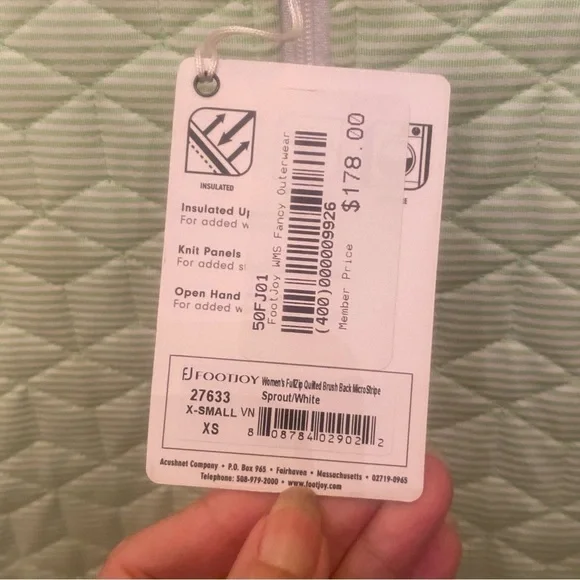 INSULATED
Insulated Up
For added w
Knit Panels
For added st
Open Hand
For added w
50FJ01
FootJoy WMS Fancy Outerwear
(400)000009926
Member Price $178.00
FJ FOOTJOY Women's FullZip Quilted Brush Back MicroStripe
27633 Sprout/White
X-SMALL VN
XS
8 08784 02902 2
Acushnet Company • P.O. Box 965 • Fairhaven • Massachusetts • 02719-0965
Telephone: 508-979-2000 • www.footjoy.com